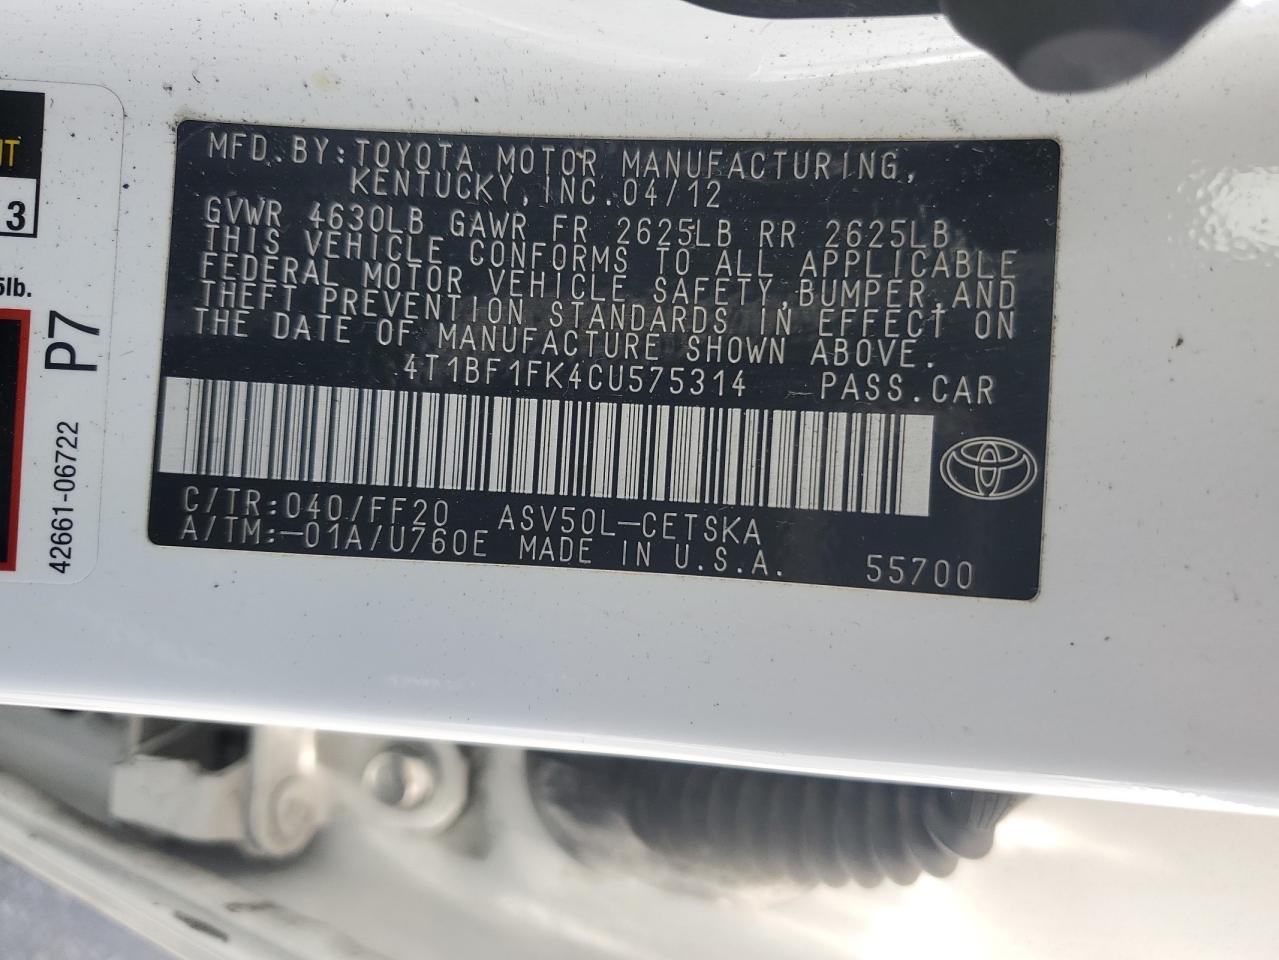 MFD.BY:TOYOTA MOTOR MANUFACTURING,
KENTUCKY,INC.04/12
GVWR 4630LB GAWR FR 2625LB RR 2625LB
THIS VEHICLE CONFORMS TO ALL APPLICABLE
FEDERAL MOTOR VEHICLE SAFETY,BUMPER,AND
THEFT PREVENTION STANDARDS IN EFFECT ON
THE DATE OF MANUFACTURE SHOWN ABOVE.
4T1BF1FK4CU575314 PASS.CAR
C/TR:040/FF20 ASV50L-CETSKA
A/TM:-01A/U760E MADE IN U.S.A. 55700
3
lb.
P7
42661-06722